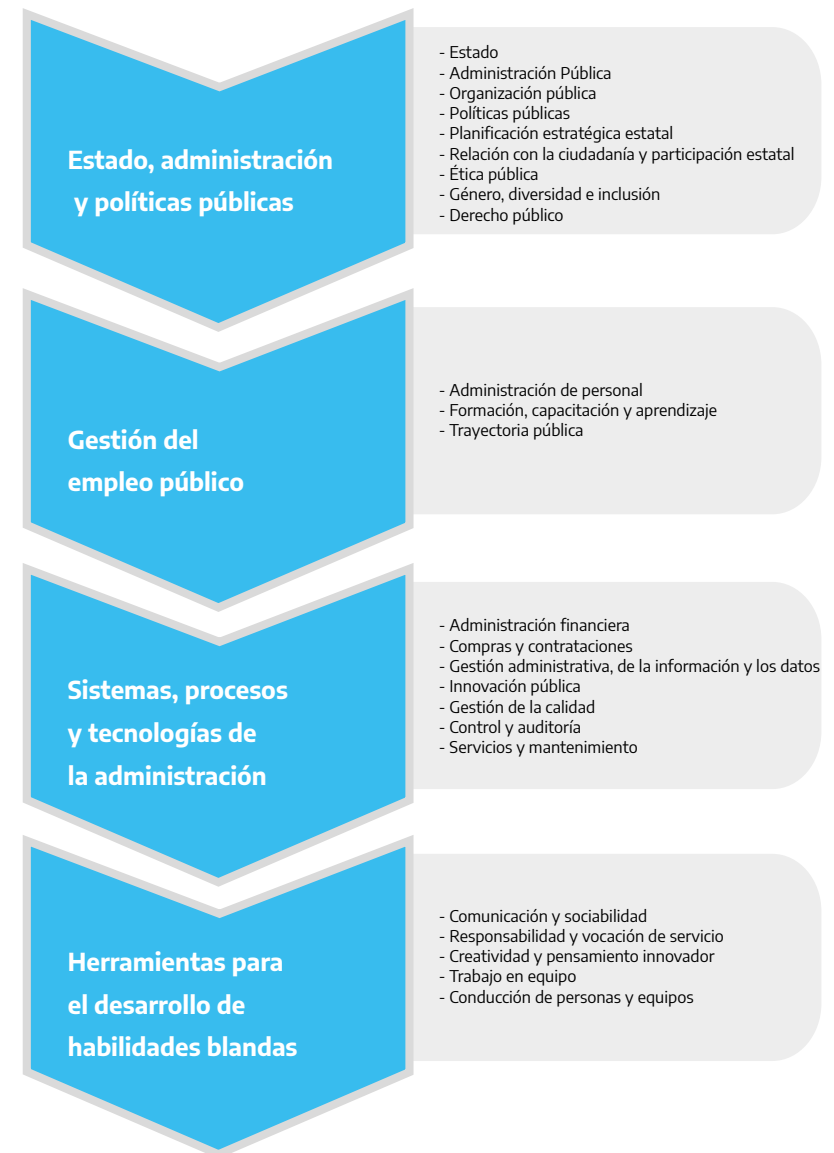 Estado, administración
y políticas públicas
- Estado
- Administración Pública
- Organización pública
- Políticas públicas
- Planificación estratégica estatal
- Relación con la ciudadanía y participación estatal
- Ética pública
- Género, diversidad e inclusión
- Derecho público
Gestión del
empleo público
- Administración de personal
- Formación, capacitación y aprendizaje
- Trayectoria pública
Sistemas, procesos
y tecnologías de
la administración
- Administración financiera
- Compras y contrataciones
- Gestión administrativa, de la información y los datos
- Innovación pública
- Gestión de la calidad
- Control y auditoría
- Servicios y mantenimiento
Herramientas para
el desarrollo de
habilidades blandas
- Comunicación y sociabilidad
- Responsabilidad y vocación de servicio
- Creatividad y pensamiento innovador
- Trabajo en equipo
- Conducción de personas y equipos